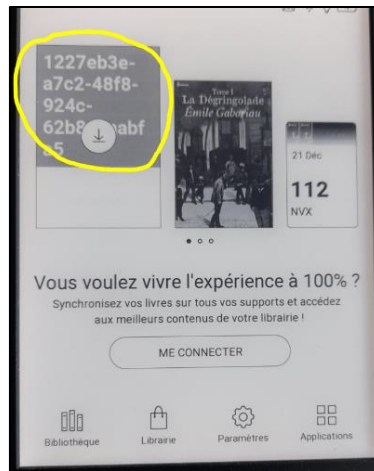 1227eb3e-
a7c2-48f8-
924c-
a5
Tome I
La Dégringolade
Émile Gaboriau
21 Déc
112
NVX
Vous voulez vivre l'expérience à 100% ?
Synchronisez vos livres sur tous vos supports et accédez
aux meilleurs contenus de votre librairie !
ME CONNECTER
Bibliothèque
Librairie
Paramètres
Applications